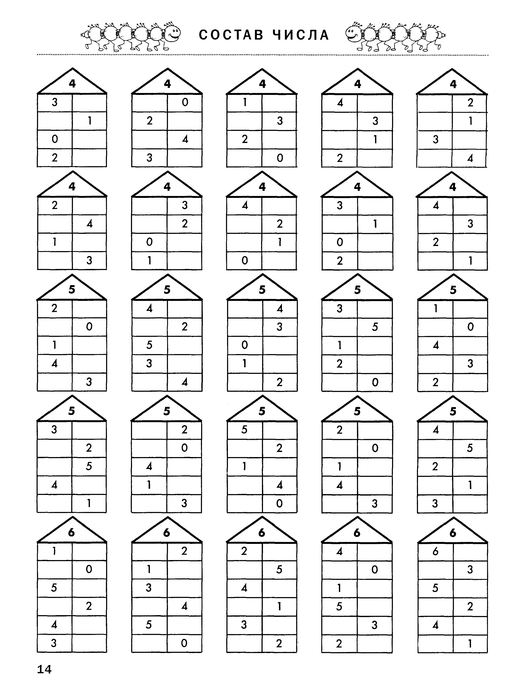 СОСТАВ ЧИСЛА
4 4 4 4 4
3 0 1 4 2
1 2 3 3 1
0 4 2 1 3
2 3 0 2 4
4 4 4 4 4
2 3 4 3 4
4 2 2 1 3
1 0 1 0 2
3 1 0 2 1
5 5 5 5 5
2 4 4 3 1
0 2 3 5 0
1 5 0 1 4
4 3 1 2 3
3 4 2 0 2
5 5 5 5 5
3 2 5 2 4
2 0 2 0 5
5 4 1 1 2
4 1 4 4 1
1 3 0 3 3
6 6 6 6 6
1 2 2 4 6
0 1 5 0 3
5 3 4 1 5
2 4 1 5 2
4 5 3 3 4
3 0 2 2 1
14